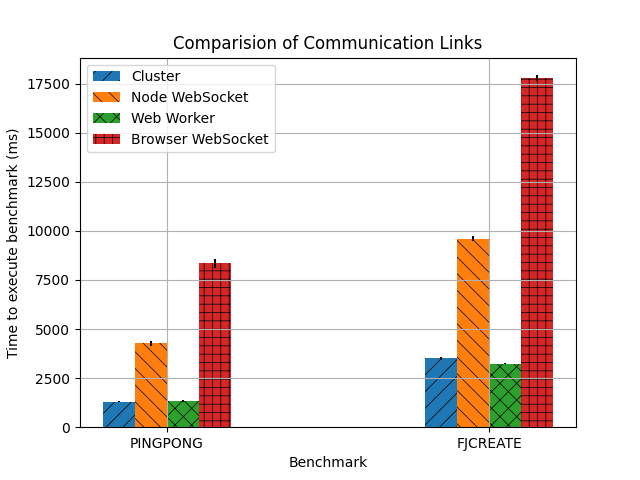 Comparision of Communication Links
Cluster
Node WebSocket
Web Worker
Browser WebSocket
Time to execute benchmark (ms)
17500
15000
12500
10000
7500
5000
2500
0
PINGPONG
FJCREATE
Benchmark